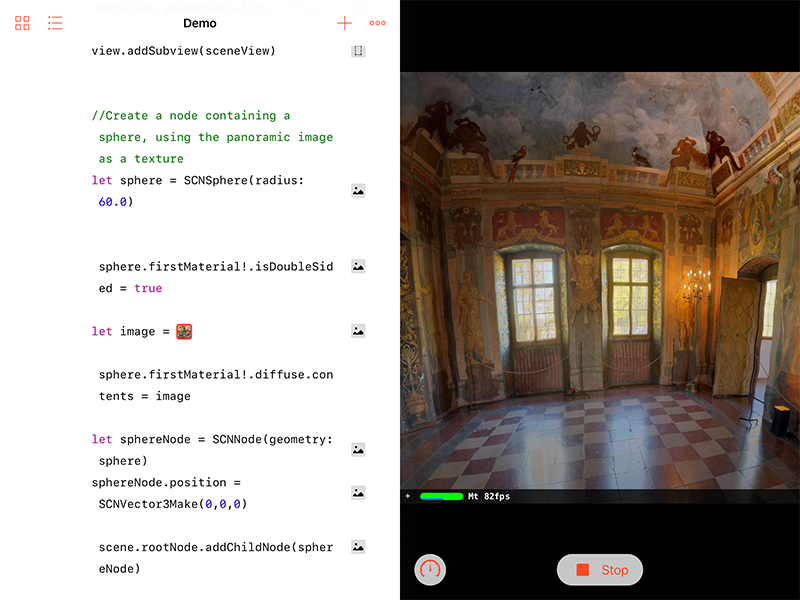 Demo
view.addSubview(sceneView)
//Create a node containing a
sphere, using the panoramic image
as a texture
let sphere = SCNSphere(radius:
60.0)
sphere.firstMaterial!.isDoubleSid
ed = true
let image =
sphere.firstMaterial!.diffuse.con
tents = image
let sphereNode = SCNNode(geometry:
sphere)
sphereNode.position =
SCNVector3Make(0,0,0)
scene.rootNode.addChildNode(spher
eNode)
+ Mt 82fps
Stop